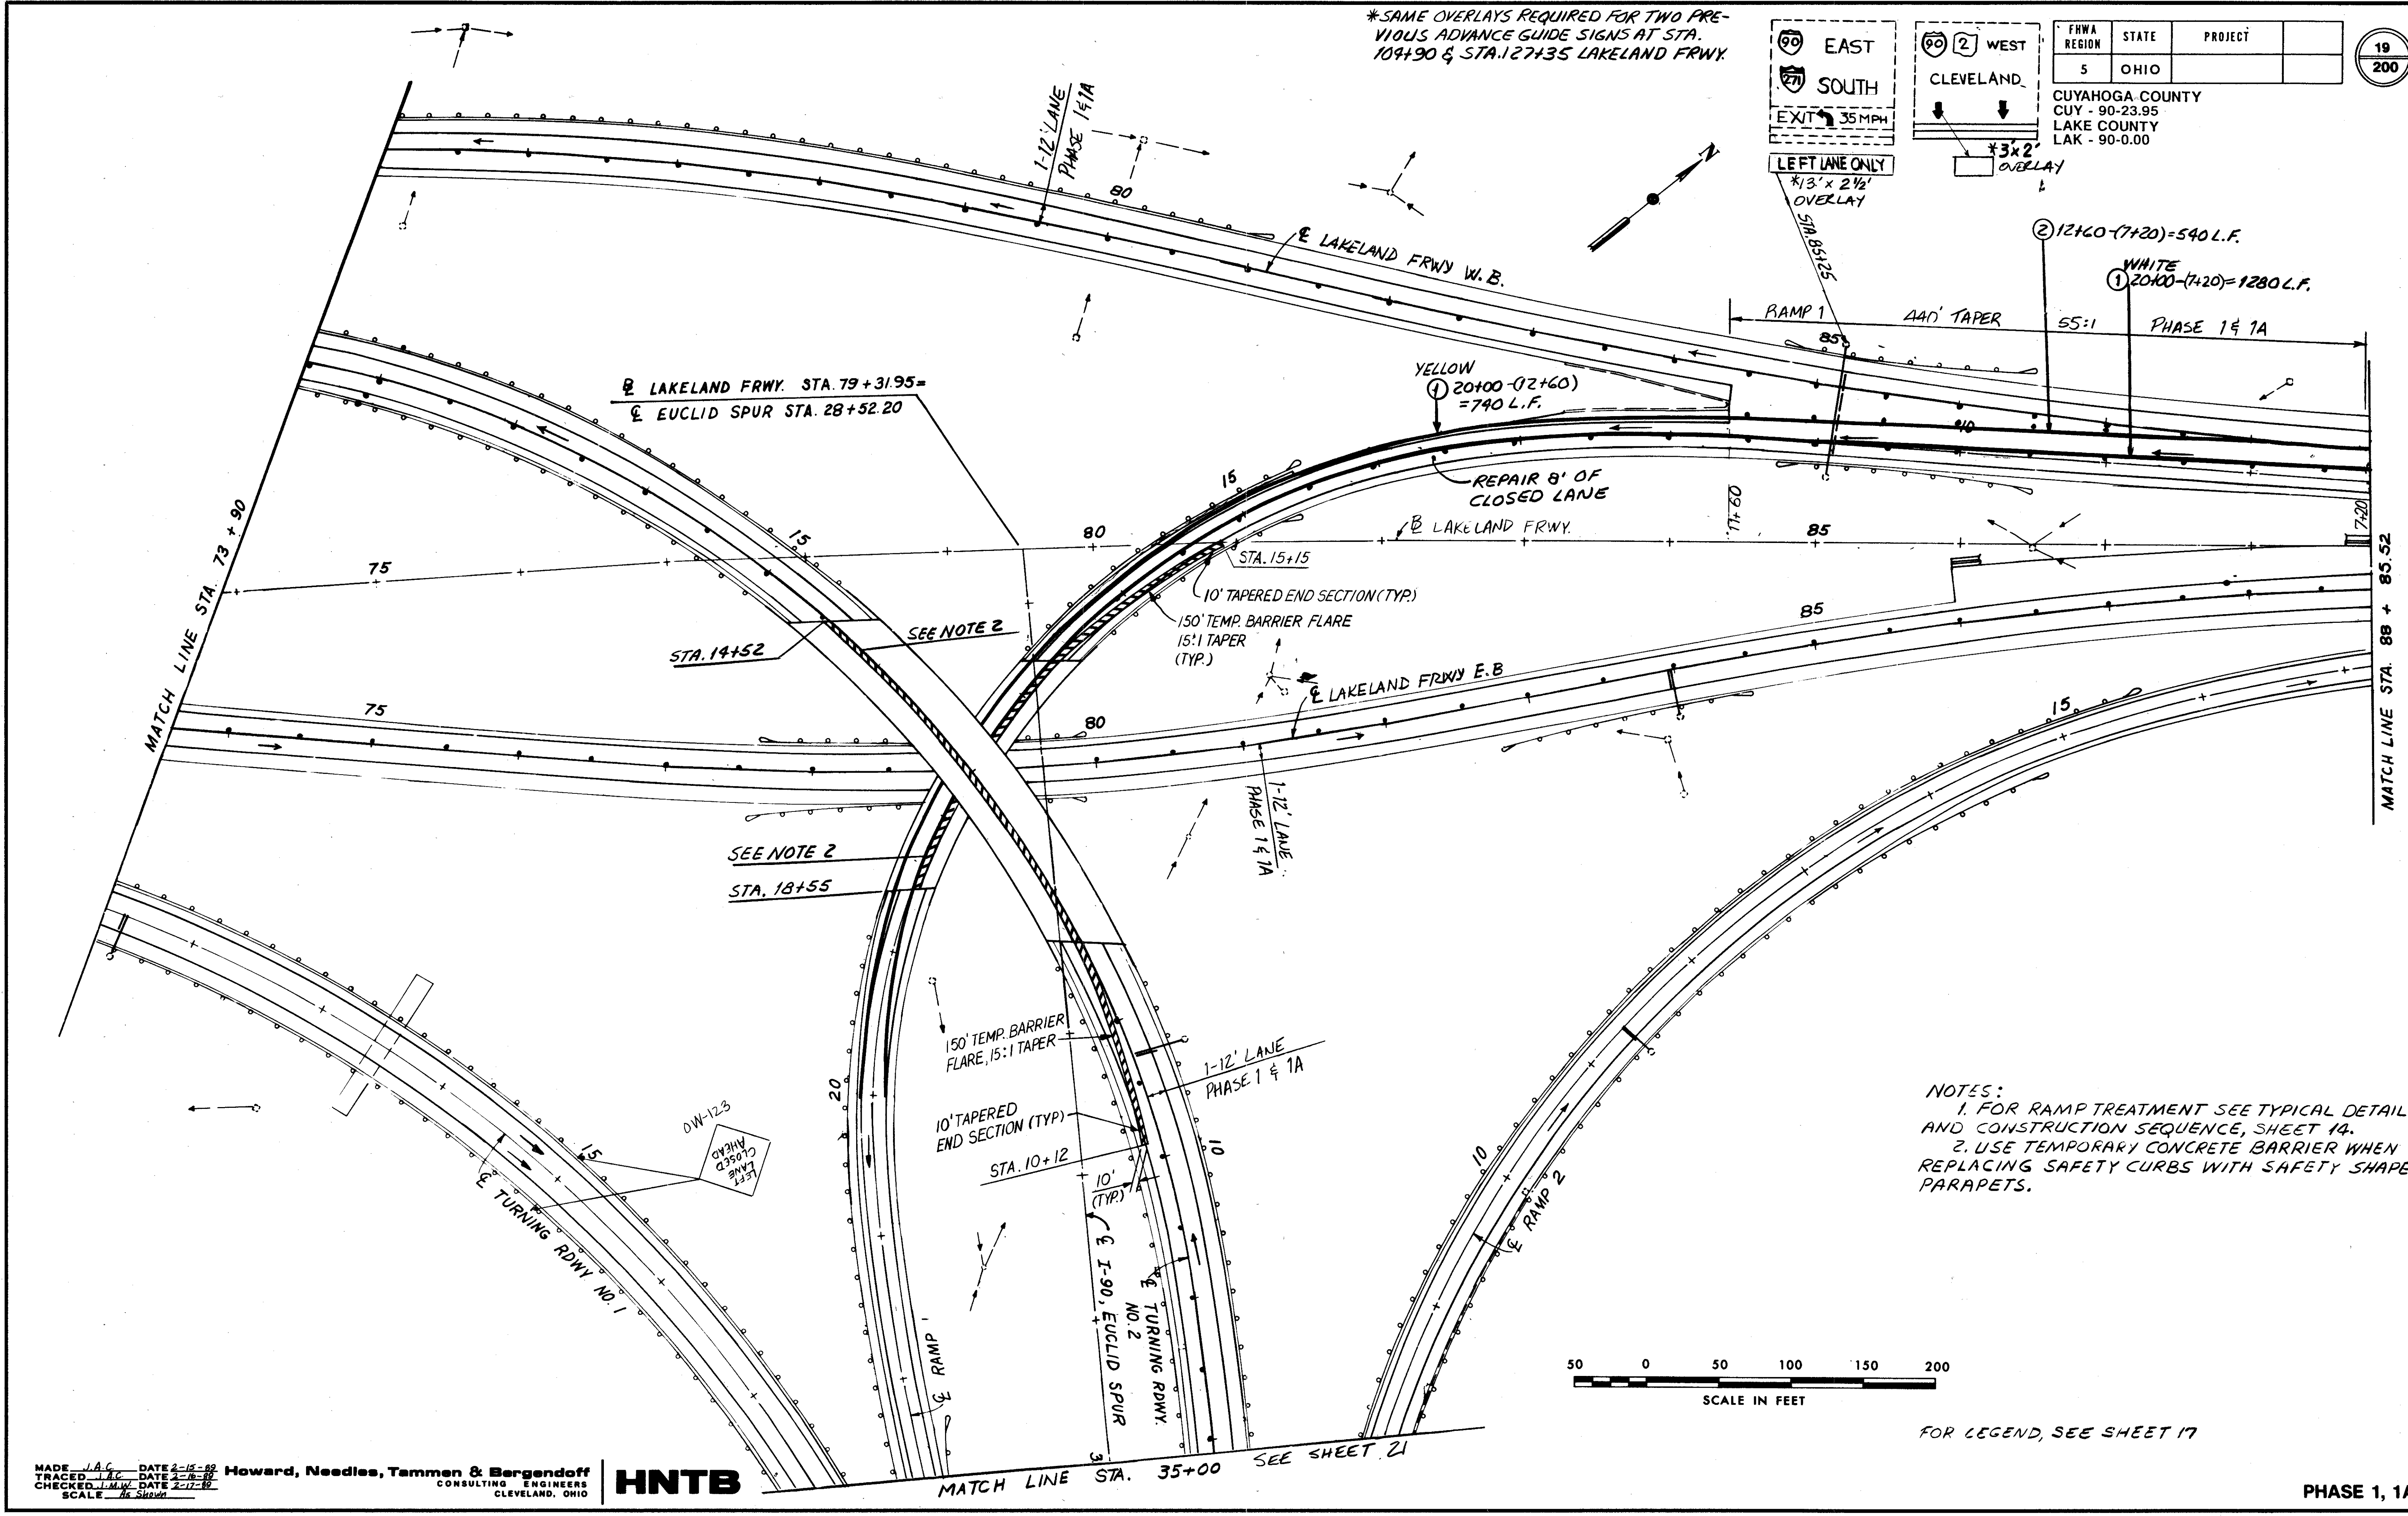 *SAME OVERLAYS REQUIRED FOR TWO PRE-
VIOUS ADVANCE GUIDE SIGNS AT STA.
104+90 & STA.127+35 LAKELAND FRWY.
90 EAST
271 SOUTH
EXIT 35 MPH
LEFT LANE ONLY
*13' x 2 1/2'
OVERLAY
STA.85+25
90 2 WEST
CLEVELAND
*3'x2'
OVERLAY
FHWA
REGION STATE PROJECT
5 OHIO
19
200
CUYAHOGA COUNTY
CUY - 90-23.95
LAKE COUNTY
LAK - 90-0.00
N
1-12' LANE
PHASE 1 & 1A
80
℄ LAKELAND FRWY W.B.
② 12+60-(7+20)=540 L.F.
WHITE
① 20+00-(7+20)=1280 L.F.
RAMP 1 440' TAPER 55:1 PHASE 1 & 1A
85
YELLOW
① 20+00-(12+60)
=740 L.F.
10
REPAIR 8' OF
CLOSED LANE
11+60
7+20
B LAKELAND FRWY. STA. 79+31.95=
℄ EUCLID SPUR STA. 28+52.20
15
15
75
80
B LAKELAND FRWY.
85
MATCH LINE STA. 73+90
MATCH LINE STA. 88+85.52
STA. 15+15
10' TAPERED END SECTION (TYP.)
150' TEMP. BARRIER FLARE
15:1 TAPER
(TYP.)
SEE NOTE 2
STA. 14+52
85
℄ LAKELAND FRWY E.B
75
80
15
1-12' LANE
PHASE 1 & 1A
SEE NOTE 2
STA. 18+55
150' TEMP. BARRIER
FLARE, 15:1 TAPER
1-12' LANE
PHASE 1 & 1A
10' TAPERED
END SECTION (TYP)
STA. 10+12
10'
(TYP.)
20
10
10
15
OW-123
LEFT
LANE
CLOSED
AHEAD
℄ TURNING RDWY NO. 1
℄ RAMP 1
℄ I-90, EUCLID SPUR
℄ TURNING RDWY.
NO. 2
℄ RAMP 2
NOTES:
1. FOR RAMP TREATMENT SEE TYPICAL DETAIL
AND CONSTRUCTION SEQUENCE, SHEET 14.
2. USE TEMPORARY CONCRETE BARRIER WHEN
REPLACING SAFETY CURBS WITH SAFETY SHAPE
PARAPETS.
50 0 50 100 150 200
SCALE IN FEET
FOR LEGEND, SEE SHEET 17
3
MATCH LINE STA. 35+00 SEE SHEET 21
MADE J.A.C. DATE 2-15-89
TRACED J.A.C. DATE 2-16-89
CHECKED J.M.W. DATE 2-17-89
SCALE As Shown
Howard, Needles, Tammen & Bergendoff
CONSULTING ENGINEERS
CLEVELAND, OHIO
HNTB
PHASE 1, 1A